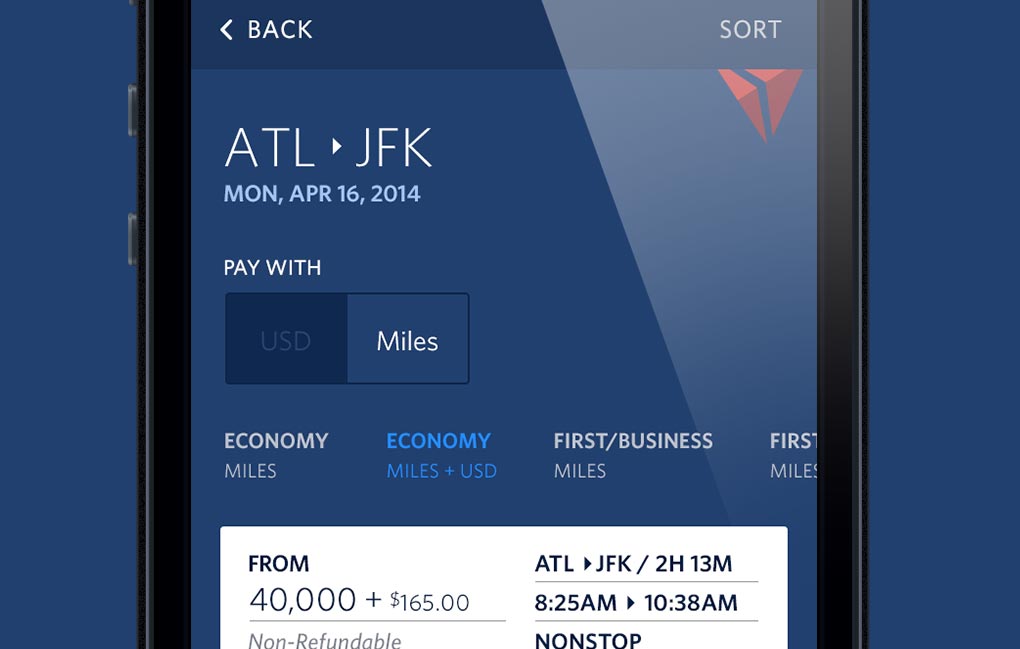 BACK
SORT
ATL ▸ JFK
MON, APR 16, 2014
PAY WITH
USD
Miles
ECONOMY
MILES
ECONOMY
MILES + USD
FIRST/BUSINESS
MILES
FIRST
MILES
FROM
40,000 + $165.00
Non-Refundable
ATL ▸ JFK / 2H 13M
8:25AM ▸ 10:38AM
NONSTOP